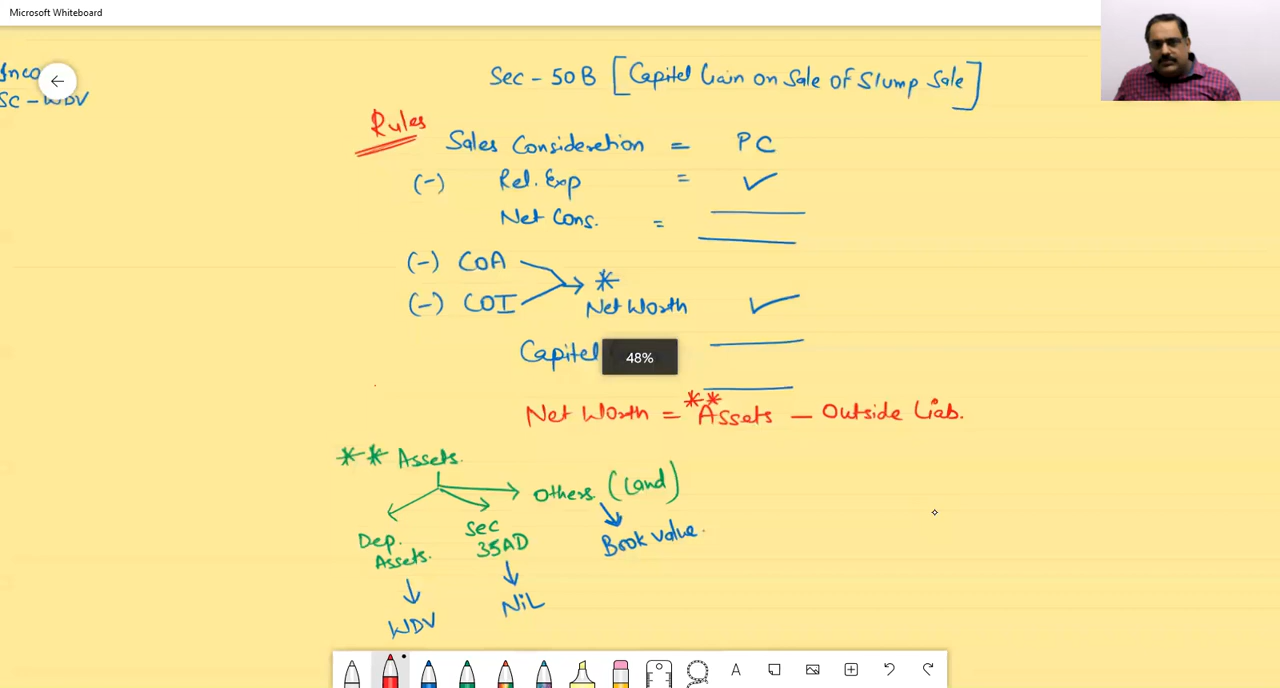 Microsoft Whiteboard
Sec - 50B [Capital Gain on Sale of Slump Sale]
SC - WDV
Rules
Sales Consideration = PC
(-) Rel. Exp = ✓
Net Cons. =
(-) COA
(-) COI
*
Net Worth ✓
Capital
48%
Net Worth = **Assets - Outside Liab.
** Assets.
Others (Land)
Dep. Assets.
Sec 35AD
Book Value.
WDV
NIL
A